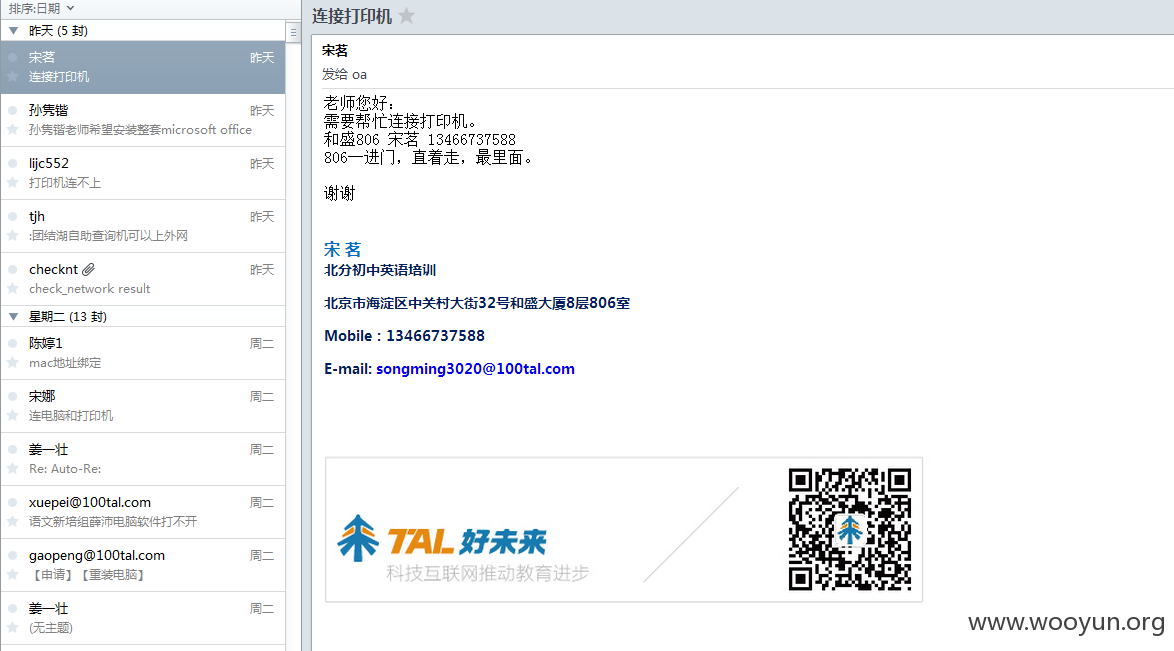 排序:日期
昨天 (5 封)
宋茗 昨天
连接打印机
孙隽锴 昨天
孙隽锴老师希望安装整套microsoft office
lijc552 昨天
打印机连不上
tjh 昨天
:团结湖自助查询机可以上外网
checknt 昨天
check_network result
星期二 (13 封)
陈婷1 周二
mac地址绑定
宋娜 周二
连电脑和打印机
姜一壮 周二
Re: Auto-Re:
xuepei@100tal.com 周二
语文新培组薛沛电脑软件打不开
gaopeng@100tal.com 周二
【申请】【重装电脑】
姜一壮 周二
(无主题)
连接打印机
宋茗
发给 oa
老师您好:
需要帮忙连接打印机。
和盛806 宋茗 13466737588
806一进门，直着走，最里面。
谢谢
宋 茗
北分初中英语培训
北京市海淀区中关村大街32号和盛大厦8层806室
Mobile : 13466737588
E-mail: songming3020@100tal.com
TAL 好未来
科技互联网推动教育进步
www.wooyun.org